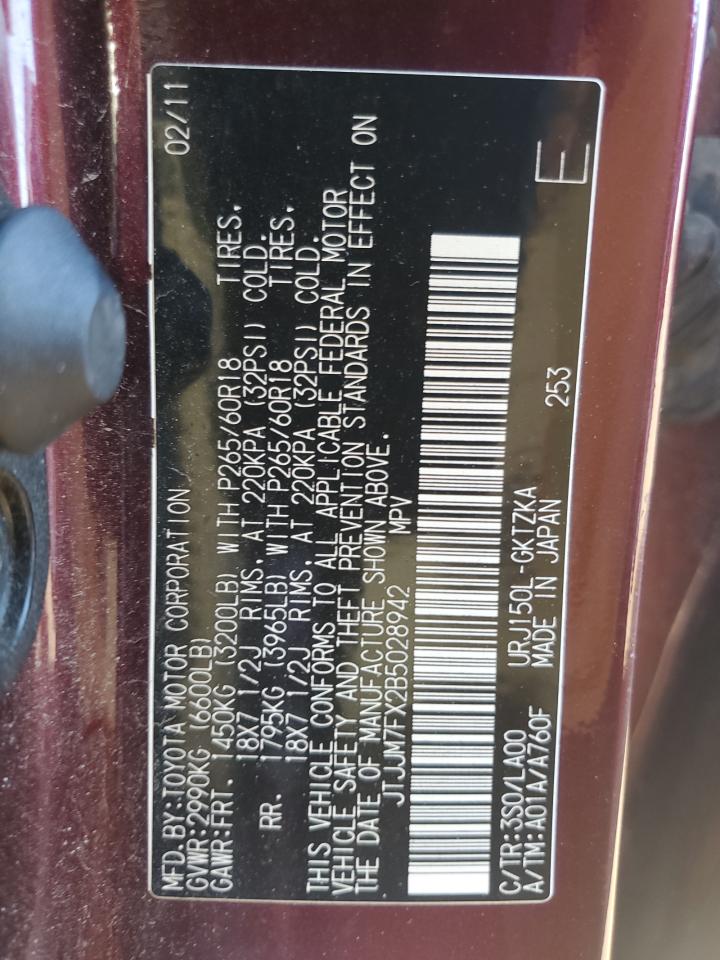 MFD.BY:TOYOTA MOTOR CORPORATION 02/11
GVWR:2990KG (6600LB)
GAWR:FRT. 1450KG (3200LB) WITH P265/60R18 TIRES,
18X7 1/2J RIMS, AT 220KPA (32PSI) COLD.
RR. 1795KG (3965LB) WITH P265/60R18 TIRES,
18X7 1/2J RIMS, AT 220KPA (32PSI) COLD.
THIS VEHICLE CONFORMS TO ALL APPLICABLE FEDERAL MOTOR
VEHICLE SAFETY AND THEFT PREVENTION STANDARDS IN EFFECT ON
THE DATE OF MANUFACTURE SHOWN ABOVE.
JTJJM7FX2B5028942 MPV
C/TR:3S0/LA00 URJ150L-GKTZKA 253
A/TM:A01A/A760F MADE IN JAPAN
E